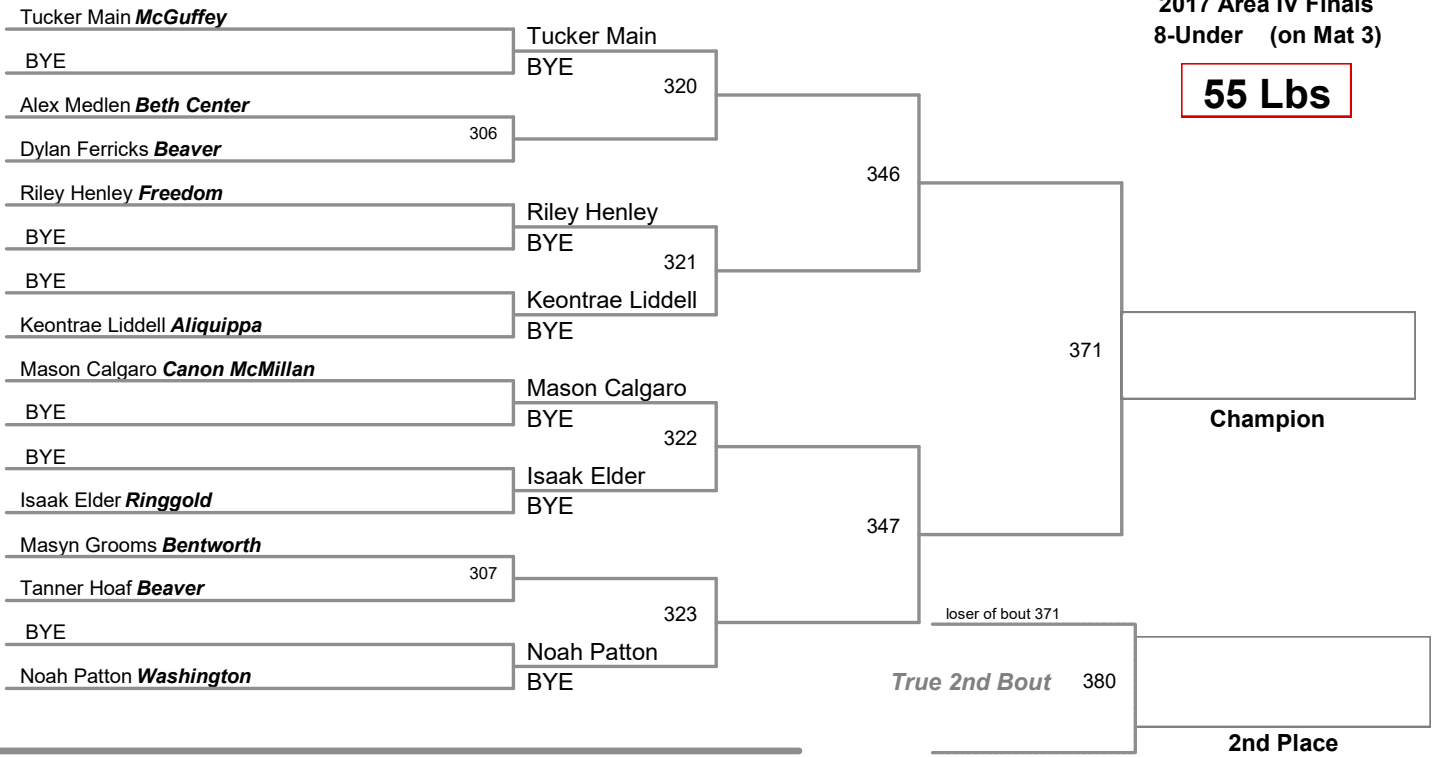 2017 Area IV Finals
8-Under (on Mat 3)
55 Lbs
Tucker Main McGuffey
BYE
Alex Medlen Beth Center
306
Dylan Ferricks Beaver
Riley Henley Freedom
BYE
BYE
Keontrae Liddell Aliquippa
Mason Calgaro Canon McMillan
BYE
BYE
Isaak Elder Ringgold
Masyn Grooms Bentworth
307
Tanner Hoaf Beaver
BYE
Noah Patton Washington
Tucker Main
BYE
320
Riley Henley
BYE
321
Keontrae Liddell
BYE
Mason Calgaro
BYE
322
Isaak Elder
BYE
323
Noah Patton
BYE
346
347
371
Champion
loser of bout 371
True 2nd Bout 380
2nd Place